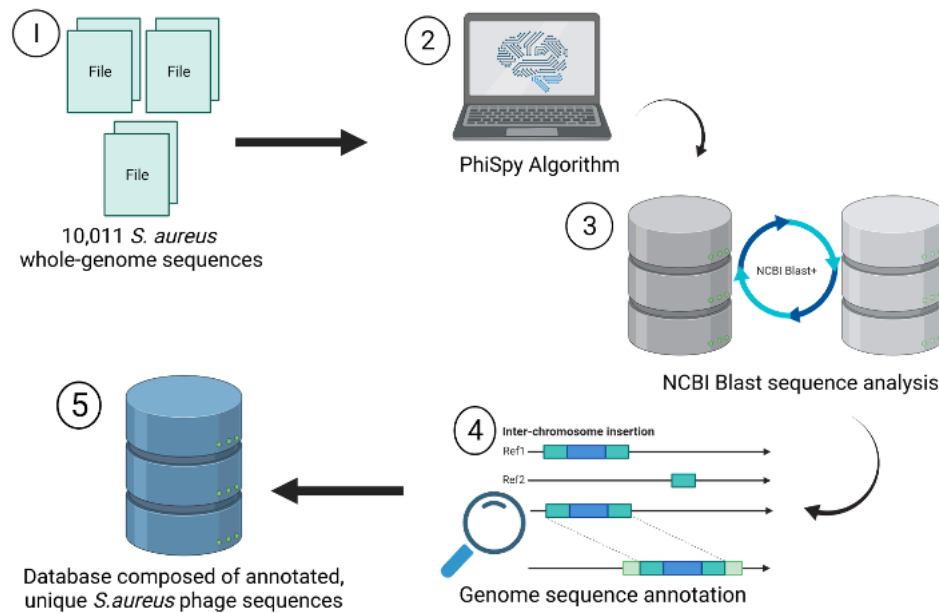 1
File
File
File
10,011 S. aureus
whole-genome sequences
2
PhiSpy Algorithm
3
NCBI Blast+
NCBI Blast sequence analysis
4
Inter-chromosome insertion
Ref1
Ref2
Genome sequence annotation
5
Database composed of annotated,
unique S.aureus phage sequences